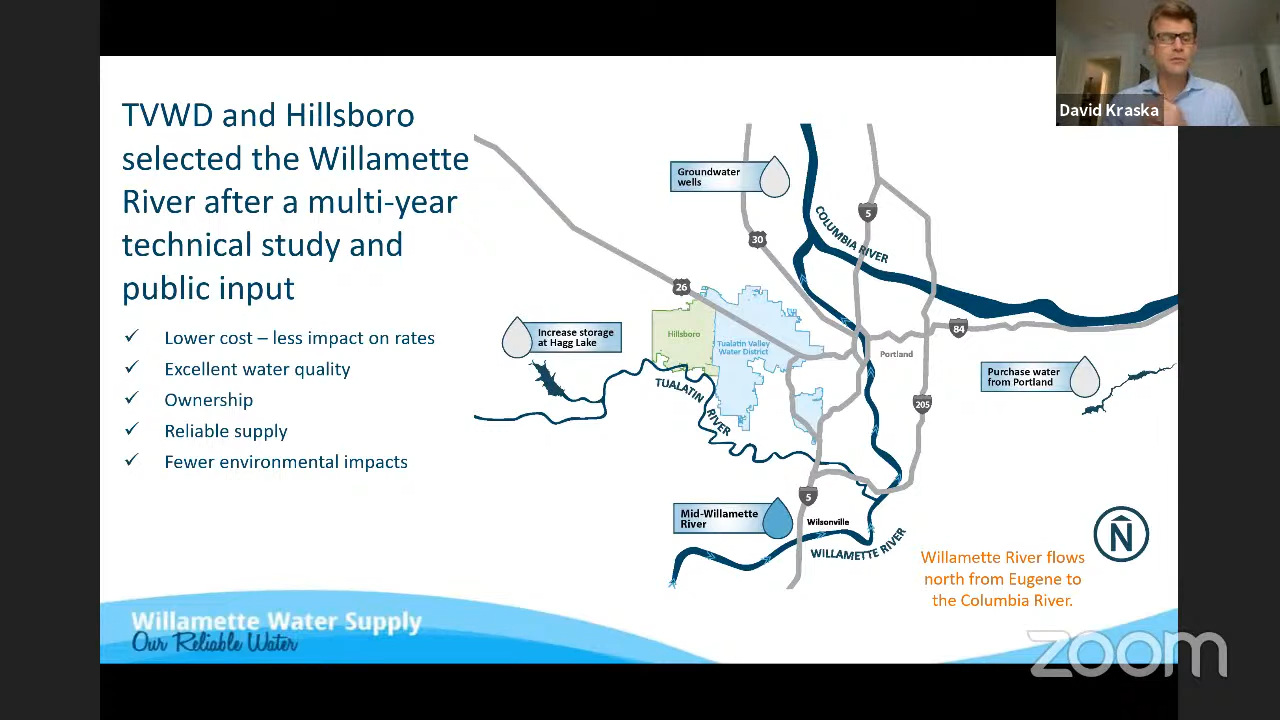 David Kraska
TVWD and Hillsboro
selected the Willamette
River after a multi-year
technical study and
public input
✓ Lower cost – less impact on rates
✓ Excellent water quality
✓ Ownership
✓ Reliable supply
✓ Fewer environmental impacts
Groundwater
wells
COLUMBIA RIVER
5
30
26
Hillsboro
Tualatin Valley
Water District
Increase storage
at Hagg Lake
84
Portland
Purchase water
from Portland
TUALATIN RIVER
205
5
Mid-Willamette
River
Wilsonville
WILLAMETTE RIVER
N
Willamette River flows
north from Eugene to
the Columbia River.
Willamette Water Supply
Our Reliable Water
zoom